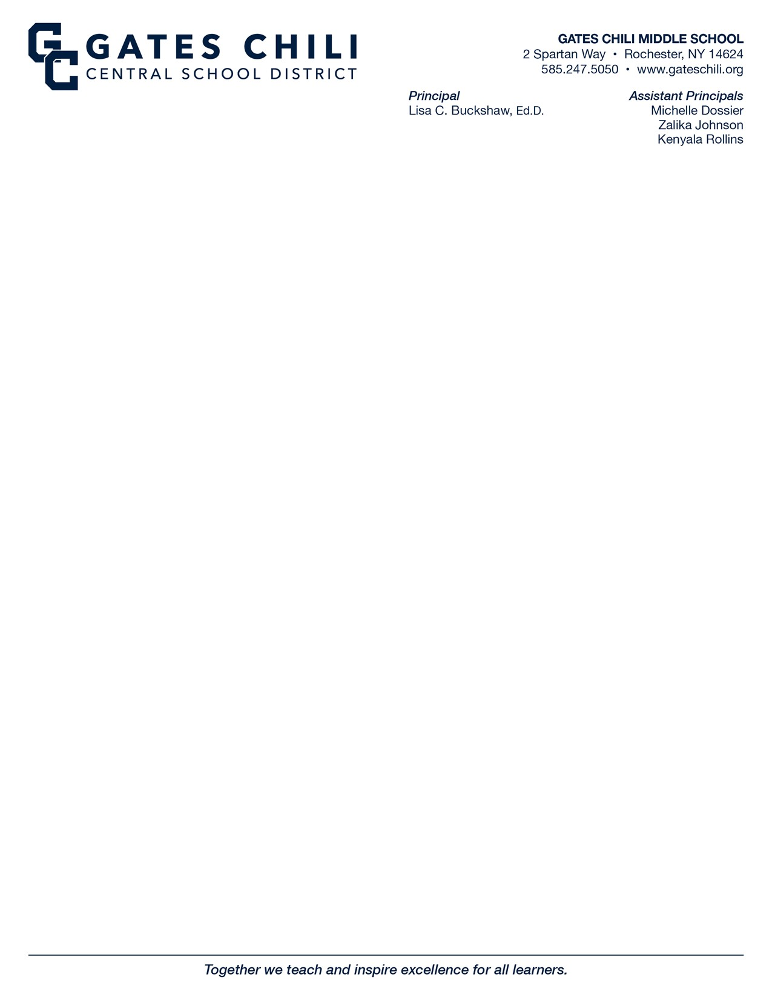 GC GATES CHILI
CENTRAL SCHOOL DISTRICT
GATES CHILI MIDDLE SCHOOL
2 Spartan Way • Rochester, NY 14624
585.247.5050 • www.gateschili.org
Principal
Lisa C. Buckshaw, Ed.D.
Assistant Principals
Michelle Dossier
Zalika Johnson
Kenyala Rollins
Together we teach and inspire excellence for all learners.